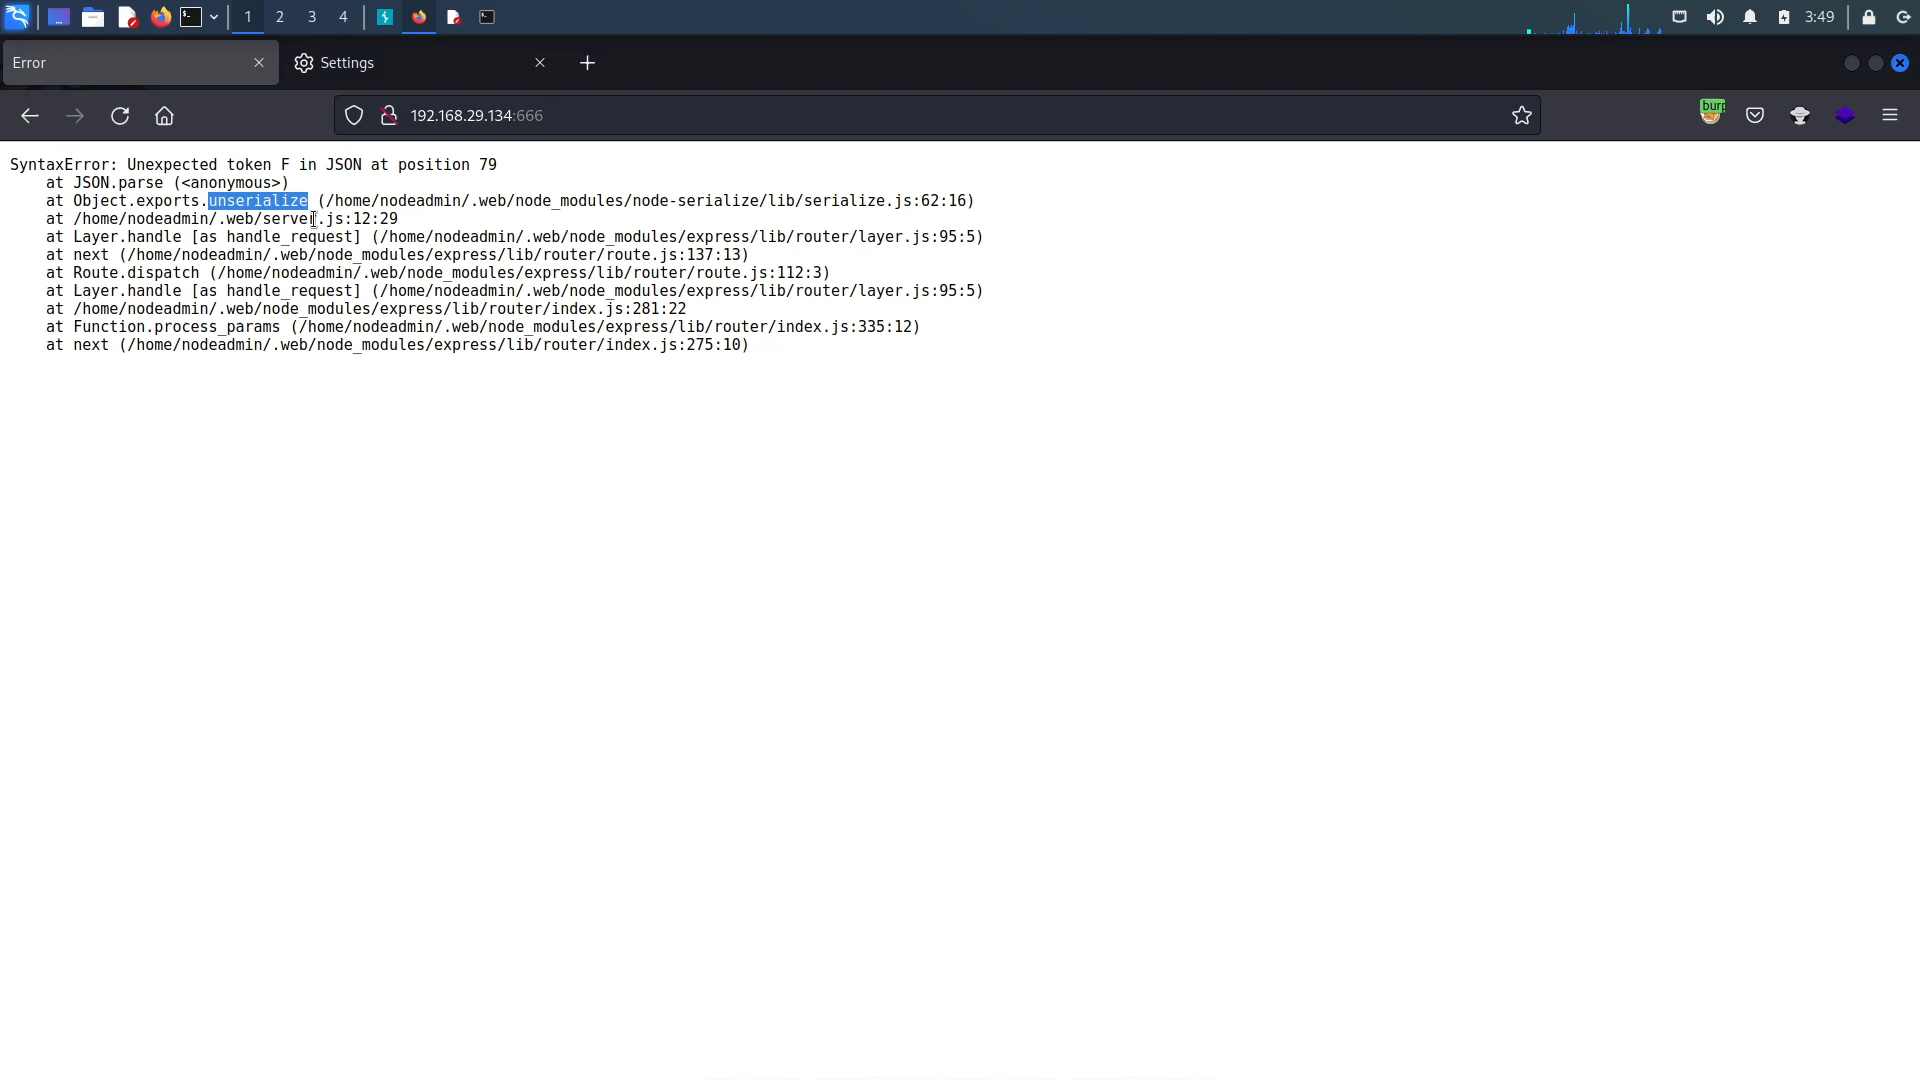 1 2 3 4 3:49
Error Settings
192.168.29.134:666 burp
SyntaxError: Unexpected token F in JSON at position 79
at JSON.parse (<anonymous>)
at Object.exports.unserialize (/home/nodeadmin/.web/node_modules/node-serialize/lib/serialize.js:62:16)
at /home/nodeadmin/.web/server.js:12:29
at Layer.handle [as handle_request] (/home/nodeadmin/.web/node_modules/express/lib/router/layer.js:95:5)
at next (/home/nodeadmin/.web/node_modules/express/lib/router/route.js:137:13)
at Route.dispatch (/home/nodeadmin/.web/node_modules/express/lib/router/route.js:112:3)
at Layer.handle [as handle_request] (/home/nodeadmin/.web/node_modules/express/lib/router/layer.js:95:5)
at /home/nodeadmin/.web/node_modules/express/lib/router/index.js:281:22
at Function.process_params (/home/nodeadmin/.web/node_modules/express/lib/router/index.js:335:12)
at next (/home/nodeadmin/.web/node_modules/express/lib/router/index.js:275:10)